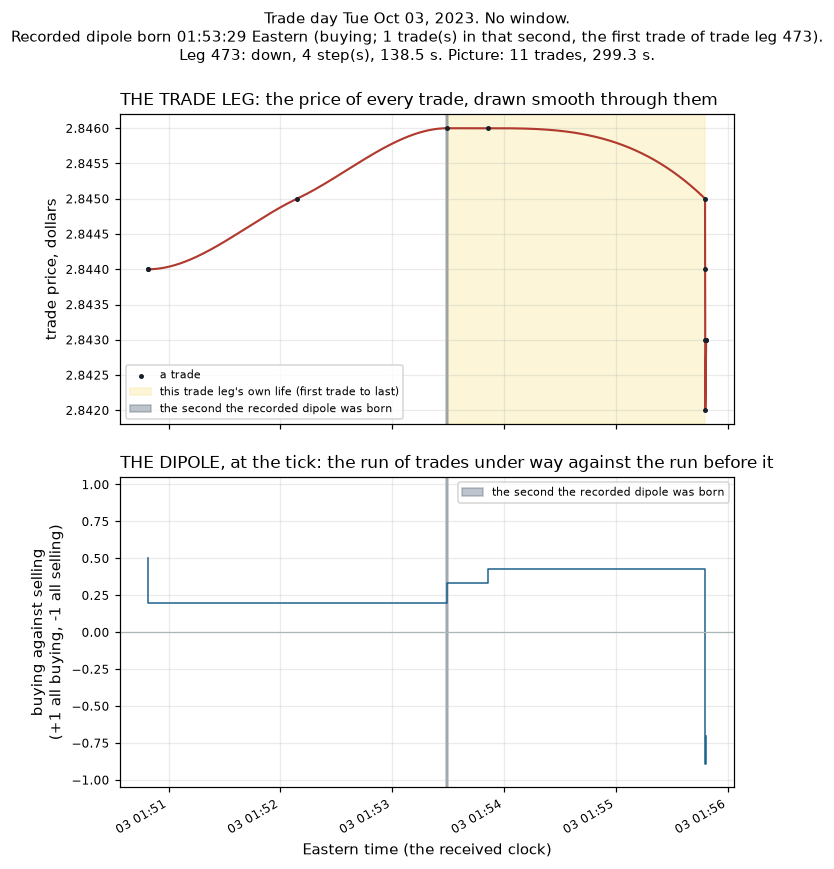 Trade day Tue Oct 03, 2023. No window.
Recorded dipole born 01:53:29 Eastern (buying; 1 trade(s) in that second, the first trade of trade leg 473).
Leg 473: down, 4 step(s), 138.5 s. Picture: 11 trades, 299.3 s.
THE TRADE LEG: the price of every trade, drawn smooth through them
trade price, dollars
2.8460
2.8455
2.8450
2.8445
2.8440
2.8435
2.8430
2.8425
2.8420
a trade
this trade leg's own life (first trade to last)
the second the recorded dipole was born
THE DIPOLE, at the tick: the run of trades under way against the run before it
buying against selling
(+1 all buying, -1 all selling)
1.00
0.75
0.50
0.25
0.00
−0.25
−0.50
−0.75
−1.00
the second the recorded dipole was born
03 01:51
03 01:52
03 01:53
03 01:54
03 01:55
03 01:56
Eastern time (the received clock)